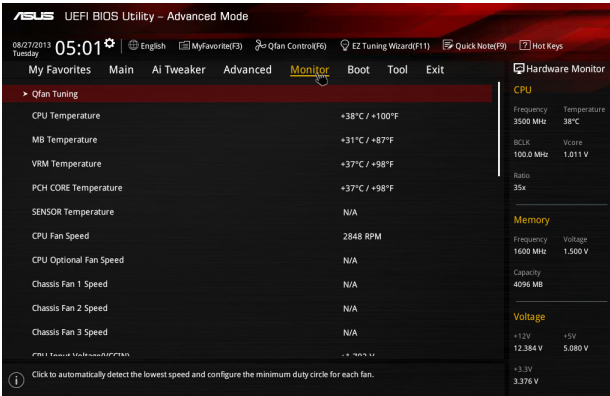 ASUS UEFI BIOS Utility – Advanced Mode
08/27/2013 Tuesday 05:01 English MyFavorite(F3) Qfan Control(F6) EZ Tuning Wizard(F11) Quick Note(F9) ? Hot Keys
My Favorites Main Ai Tweaker Advanced Monitor Boot Tool Exit
> Qfan Tuning
CPU Temperature +38°C / +100°F
MB Temperature +31°C / +87°F
VRM Temperature +37°C / +98°F
PCH CORE Temperature +37°C / +98°F
SENSOR Temperature N/A
CPU Fan Speed 2848 RPM
CPU Optional Fan Speed N/A
Chassis Fan 1 Speed N/A
Chassis Fan 2 Speed N/A
Chassis Fan 3 Speed N/A
CPU Input Voltage(VCCIN) +1.792 V
Click to automatically detect the lowest speed and configure the minimum duty circle for each fan.
Hardware Monitor
CPU
Frequency Temperature
3500 MHz 38°C
BCLK Vcore
100.0 MHz 1.011 V
Ratio
35x
Memory
Frequency Voltage
1600 MHz 1.500 V
Capacity
4096 MB
Voltage
+12V +5V
12.384 V 5.080 V
+3.3V
3.376 V